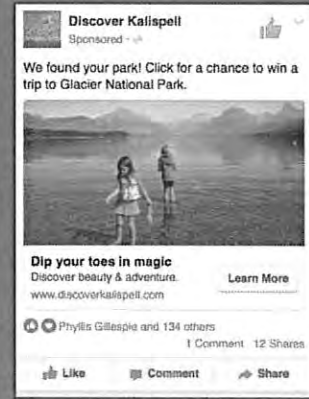 Discover Kalispell
Sponsored ·
We found your park! Click for a chance to win a
trip to Glacier National Park.
Dip your toes in magic
Discover beauty & adventure.
Learn More
www.discoverkalispell.com
Phyllis Gillespie and 134 others
1 Comment 12 Shares
Like Comment Share